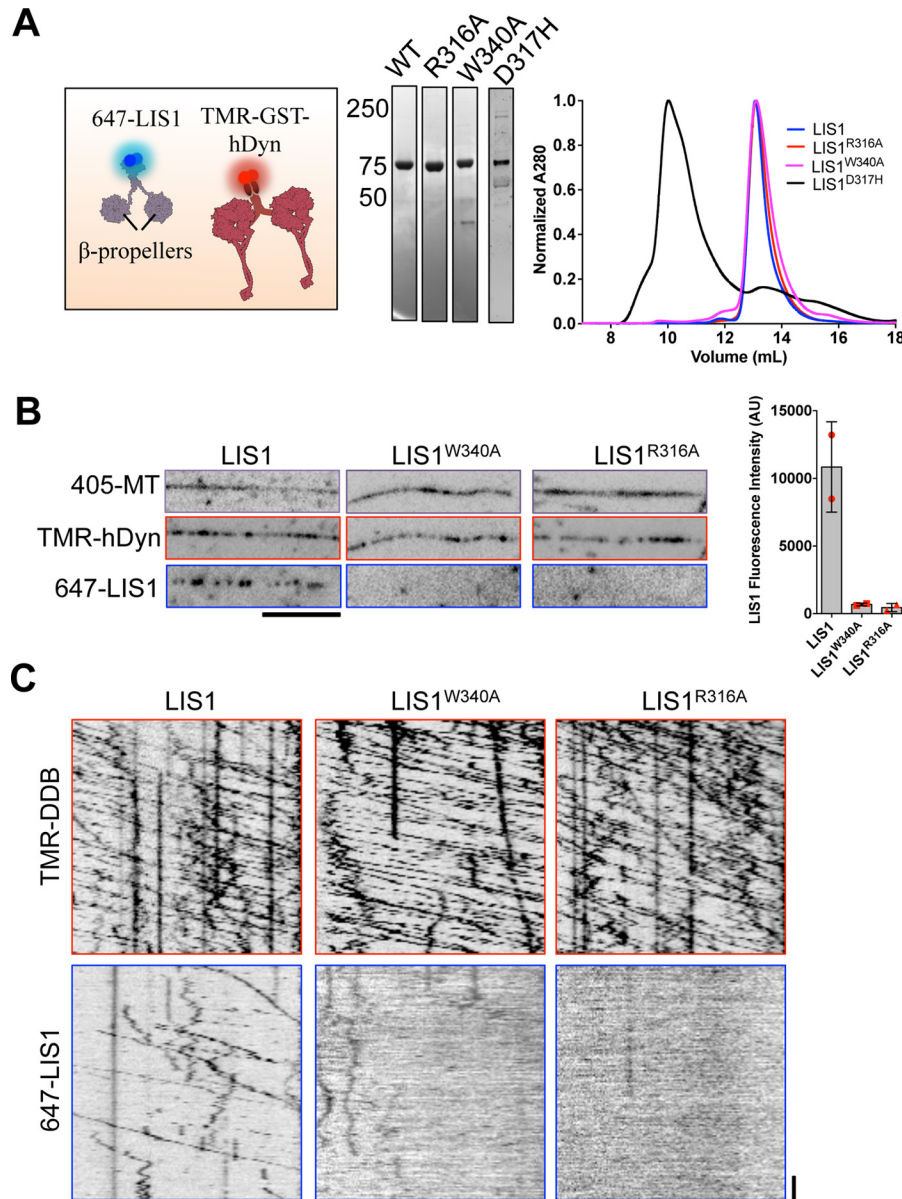 A
647-LIS1
TMR-GST-
hDyn
β-propellers
WT
R316A
W340A
D317H
250
75
50
Normalized A280
1.0
0.8
0.6
0.4
0.2
0.0
8
10
12
14
16
18
Volume (mL)
LIS1
LIS1R316A
LIS1W340A
LIS1D317H
B
LIS1
LIS1W340A
LIS1R316A
405-MT
TMR-hDyn
647-LIS1
LIS1 Fluorescence Intensity (AU)
15000
10000
5000
0
LIS1
LIS1W340A
LIS1R316A
C
LIS1
LIS1W340A
LIS1R316A
TMR-DDB
647-LIS1